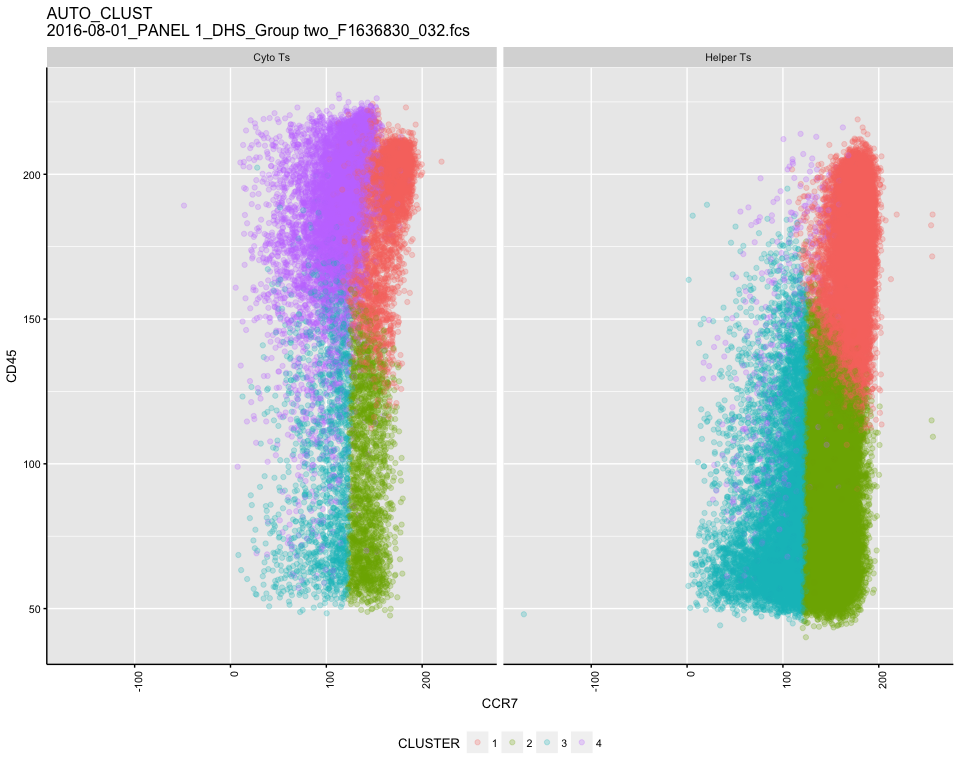 AUTO_CLUST
2016-08-01_PANEL 1_DHS_Group two_F1636830_032.fcs
Cyto Ts
Helper Ts
CD45
200
150
100
50
-100
0
100
200
-100
0
100
200
CCR7
CLUSTER 1 2 3 4